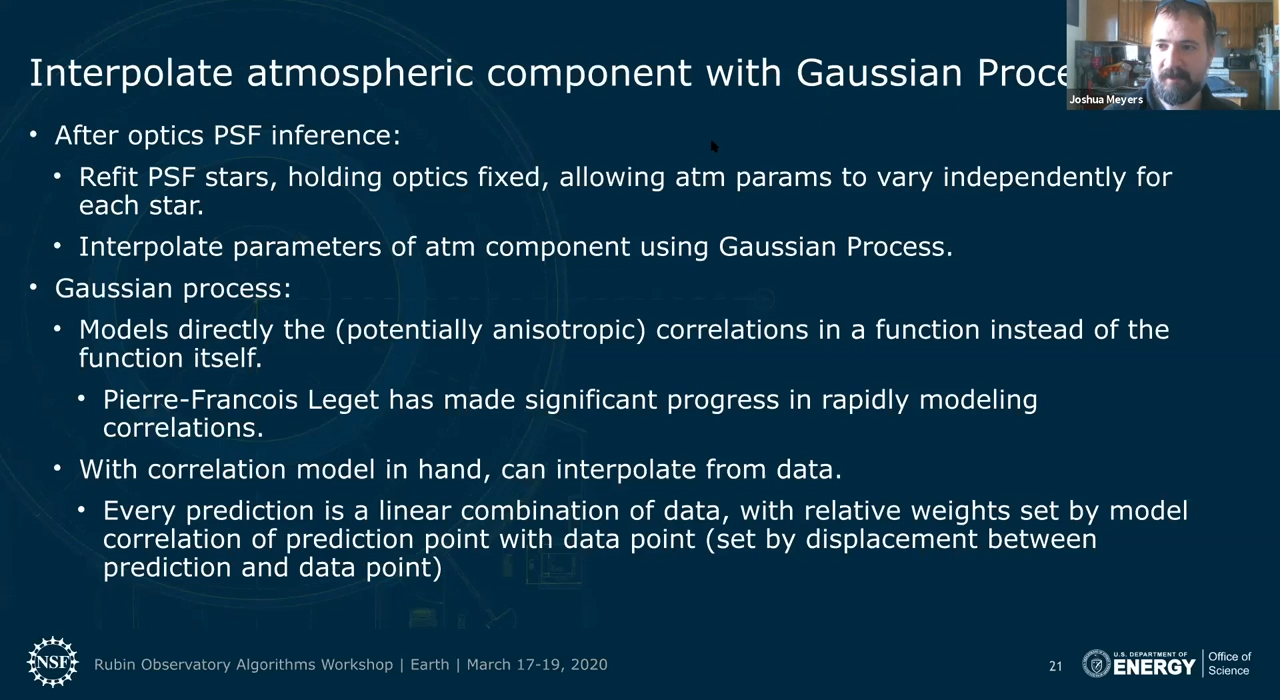 Interpolate atmospheric component with Gaussian Proce
Joshua Meyers
• After optics PSF inference:
• Refit PSF stars, holding optics fixed, allowing atm params to vary independently for
each star.
• Interpolate parameters of atm component using Gaussian Process.
• Gaussian process:
• Models directly the (potentially anisotropic) correlations in a function instead of the
function itself.
• Pierre-Francois Leget has made significant progress in rapidly modeling
correlations.
• With correlation model in hand, can interpolate from data.
• Every prediction is a linear combination of data, with relative weights set by model
correlation of prediction point with data point (set by displacement between
prediction and data point)
NSF
Rubin Observatory Algorithms Workshop | Earth | March 17-19, 2020
21
U.S. DEPARTMENT OF
ENERGY
Office of
Science